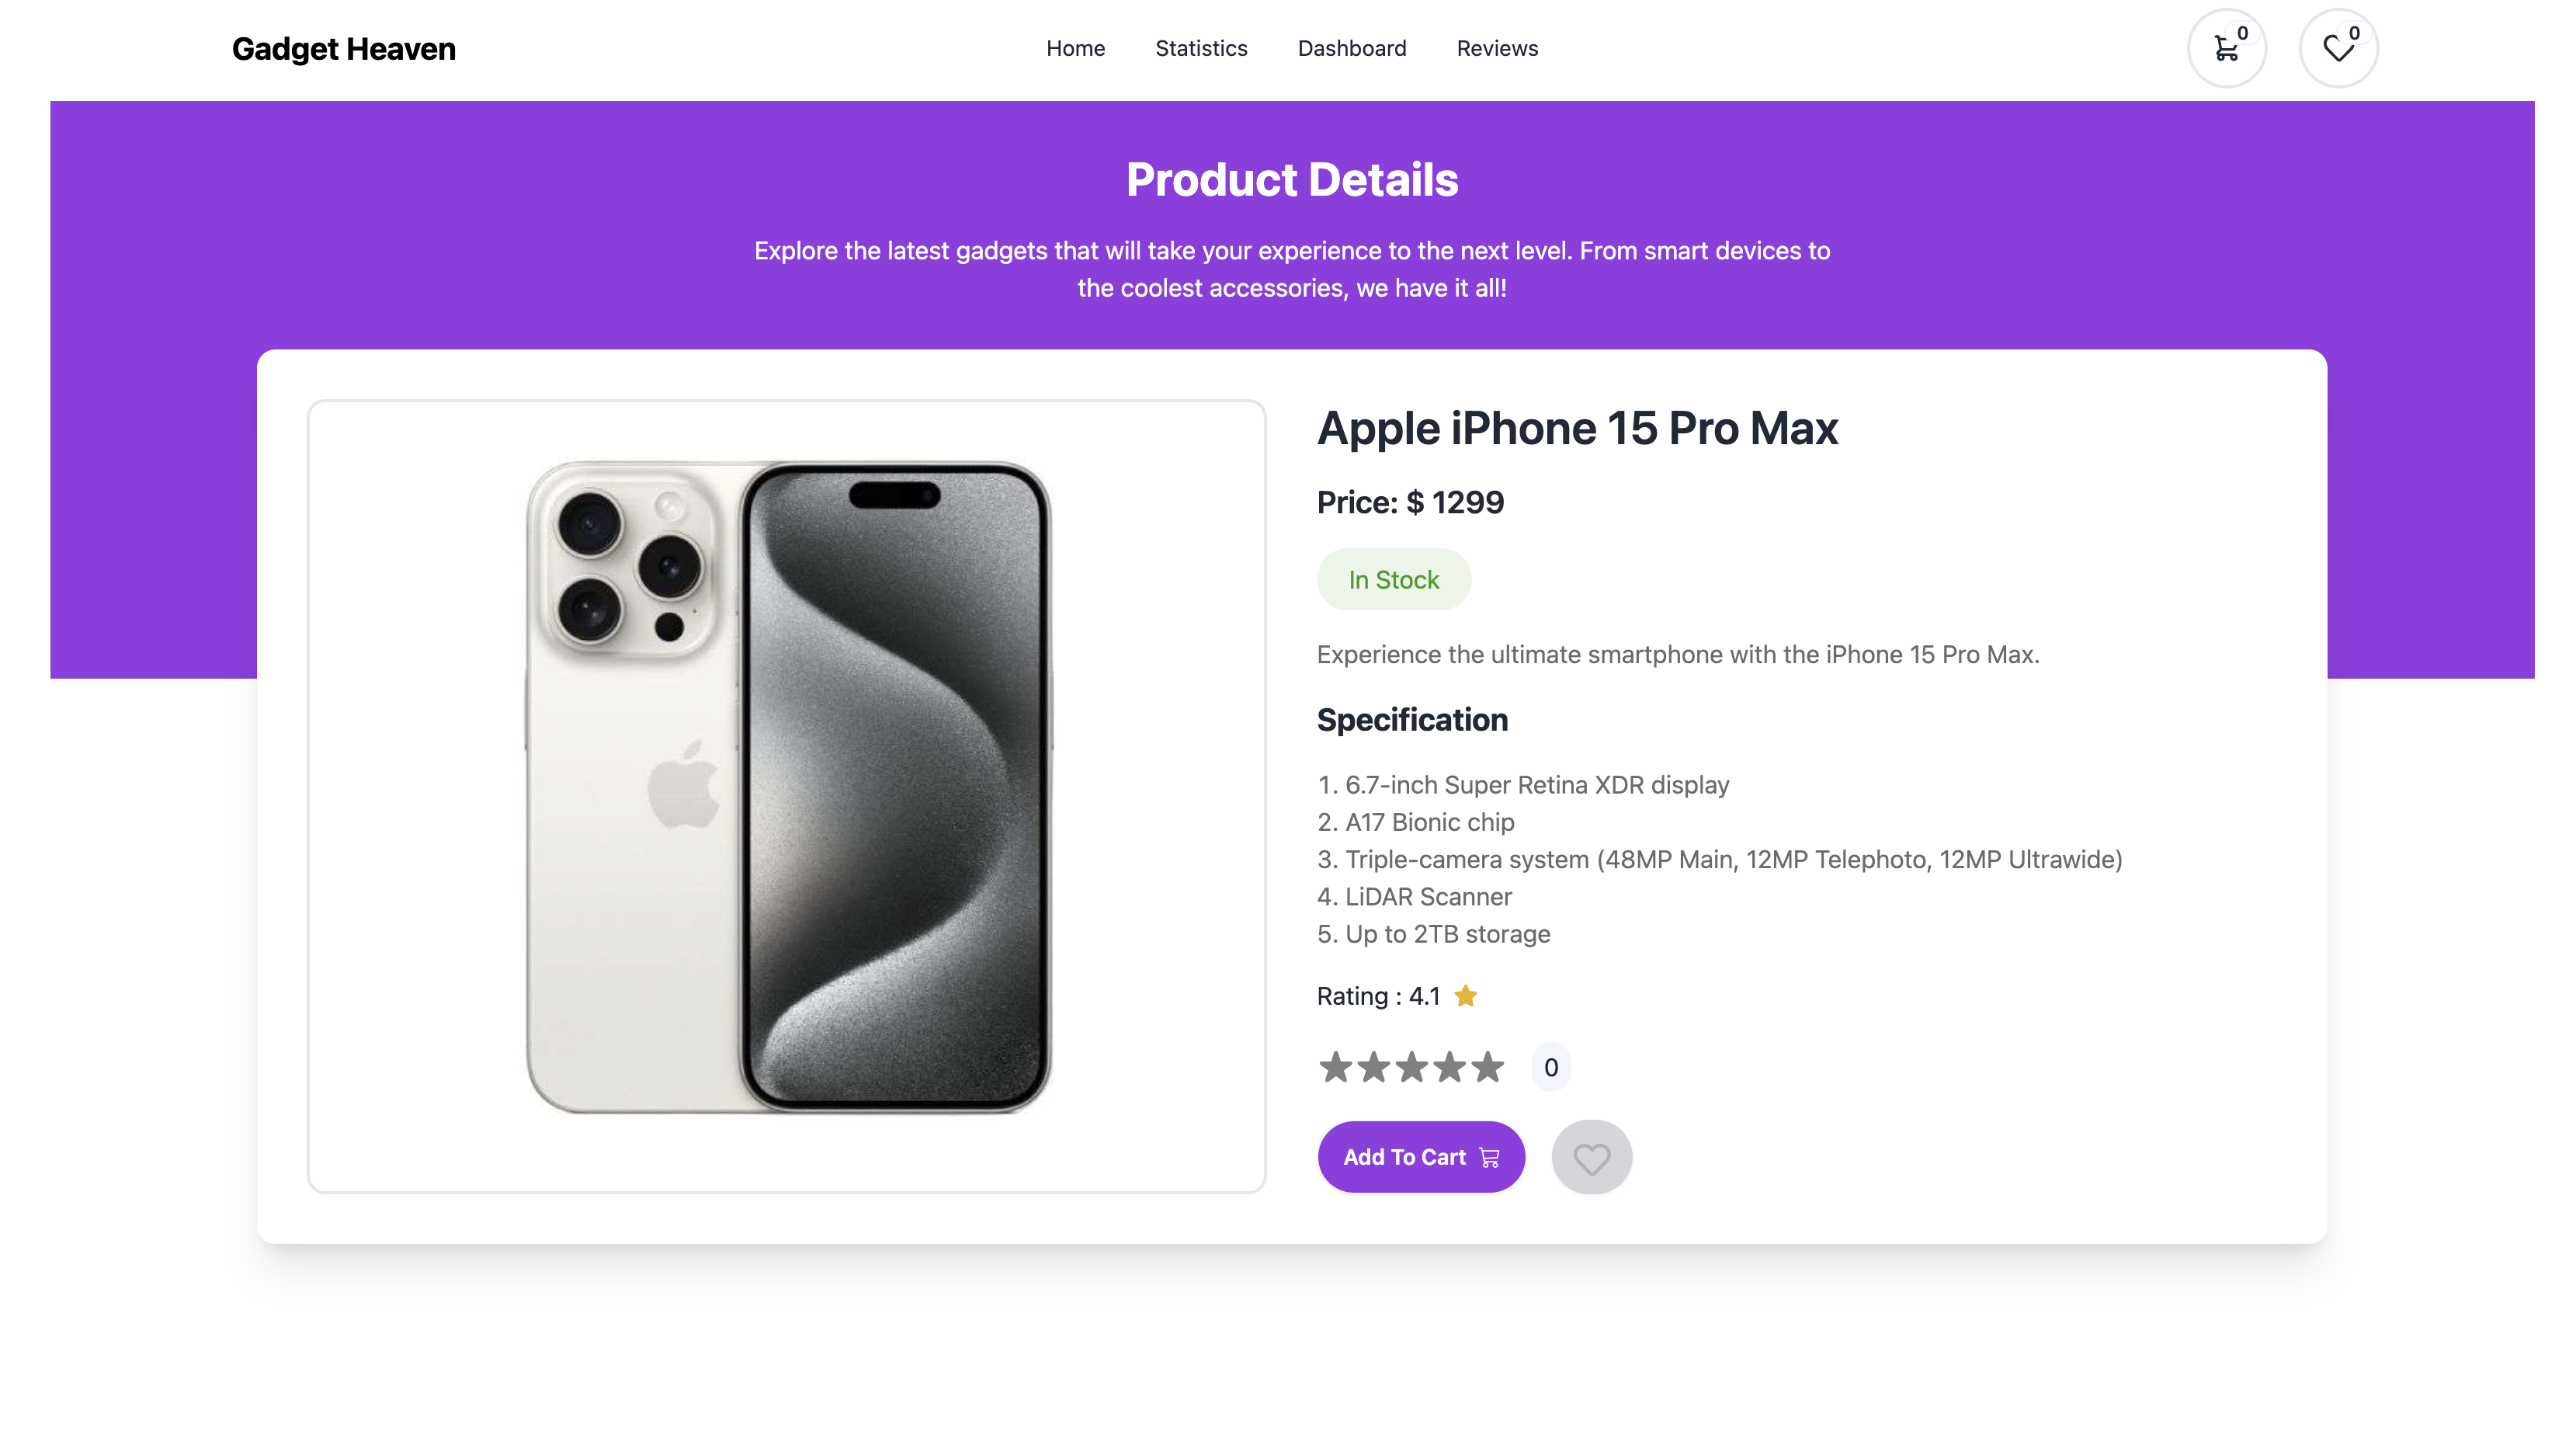 Gadget Heaven
Home
Statistics
Dashboard
Reviews
0
0
Product Details
Explore the latest gadgets that will take your experience to the next level. From smart devices to
the coolest accessories, we have it all!
Apple iPhone 15 Pro Max
Price: $ 1299
In Stock
Experience the ultimate smartphone with the iPhone 15 Pro Max.
Specification
1. 6.7-inch Super Retina XDR display
2. A17 Bionic chip
3. Triple-camera system (48MP Main, 12MP Telephoto, 12MP Ultrawide)
4. LiDAR Scanner
5. Up to 2TB storage
Rating : 4.1
0
Add To Cart